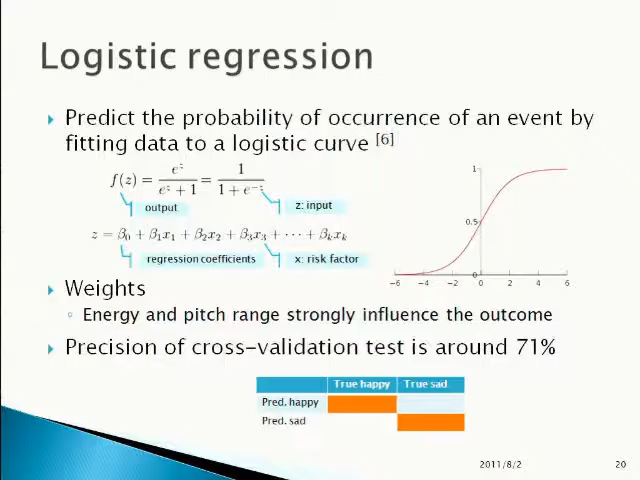 Logistic regression
Predict the probability of occurrence of an event by
fitting data to a logistic curve [6]
f(z) = e^z / (e^z + 1) = 1 / (1 + e^−z)
output
z: input
z = β0 + β1x1 + β2x2 + β3x3 + ··· + βkxk
regression coefficients
x: risk factor
1
0.5
0
−6 −4 −2 0 2 4 6
Weights
Energy and pitch range strongly influence the outcome
Precision of cross-validation test is around 71%
True happy True sad
Pred. happy
Pred. sad
2011/8/2 20